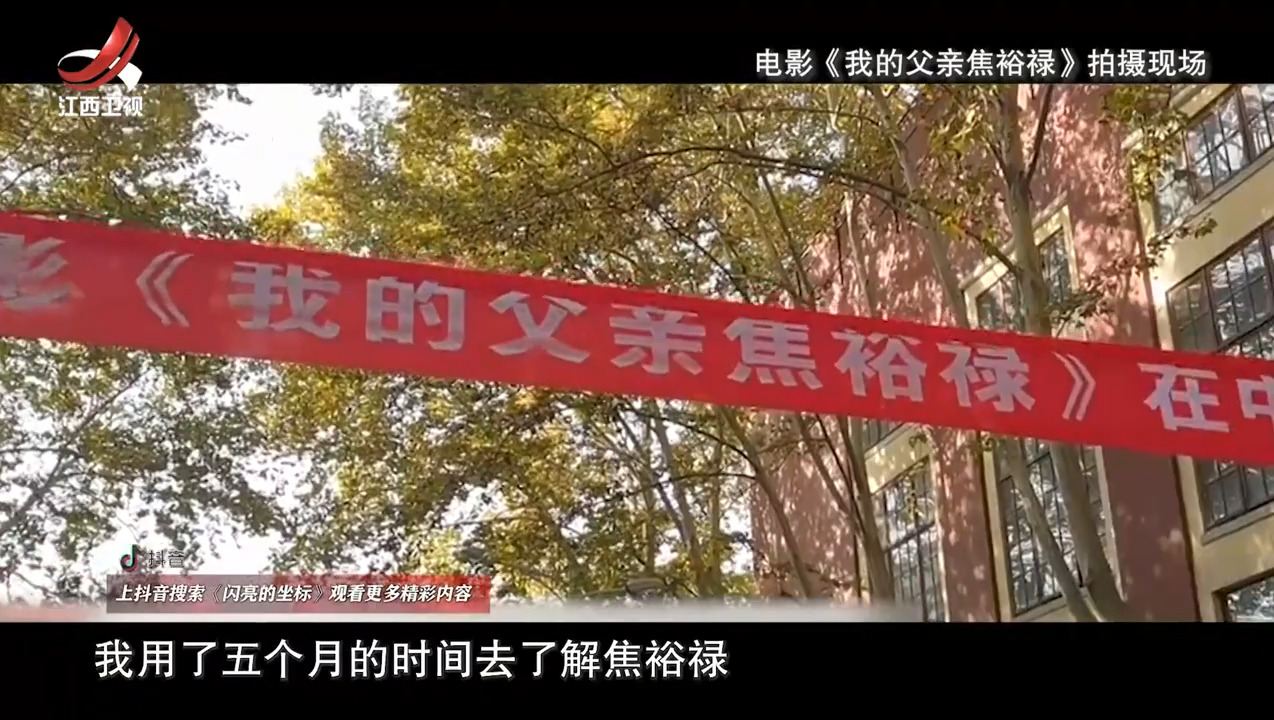 电影《我的父亲焦裕禄》拍摄现场
江西卫视
影《我的父亲焦裕禄》在中
抖音
上抖音搜索《闪亮的坐标》观看更多精彩内容
我用了五个月的时间去了解焦裕禄